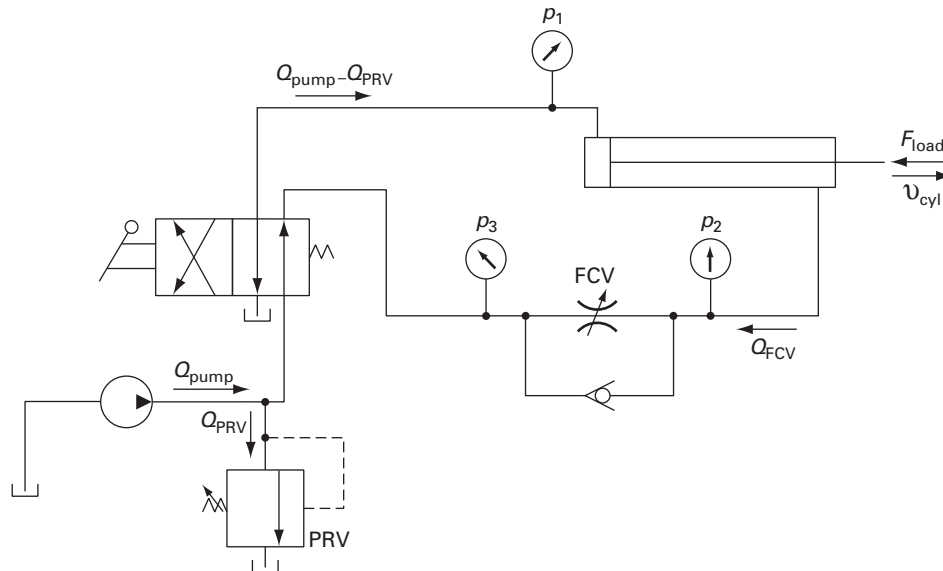 p1
Qpump–QPRV
Fload
υcyl
p3
p2
FCV
QFCV
Qpump
QPRV
PRV